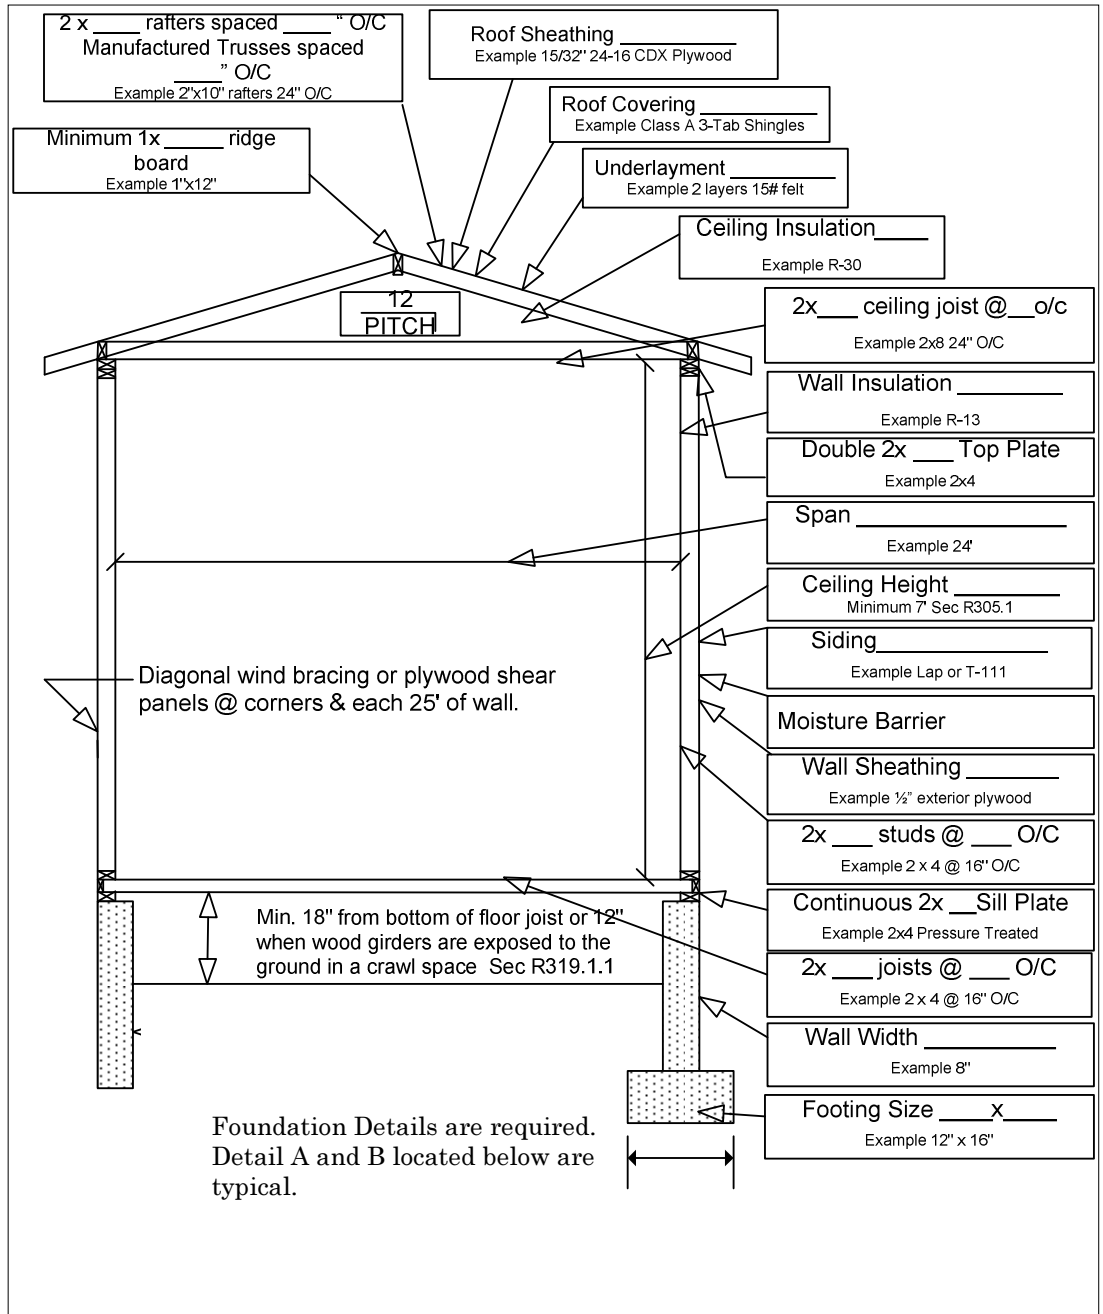 2 x ____ rafters spaced ____ " O/C
Manufactured Trusses spaced
____" O/C
Example 2"x10" rafters 24" O/C
Roof Sheathing __________
Example 15/32" 24-16 CDX Plywood
Roof Covering __________
Example Class A 3-Tab Shingles
Minimum 1x _____ ridge
board
Example 1"x12"
Underlayment _________
Example 2 layers 15# felt
Ceiling Insulation____
Example R-30
12
PITCH
2x___ ceiling joist @__o/c
Example 2x8 24" O/C
Wall Insulation ________
Example R-13
Double 2x ___ Top Plate
Example 2x4
Span ________________
Example 24'
Ceiling Height ________
Minimum 7' Sec R305.1
Siding_____________
Example Lap or T-111
Diagonal wind bracing or plywood shear
panels @ corners & each 25' of wall.
Moisture Barrier
Wall Sheathing _______
Example ½" exterior plywood
2x ___ studs @ ___ O/C
Example 2 x 4 @ 16" O/C
Continuous 2x __Sill Plate
Example 2x4 Pressure Treated
Min. 18" from bottom of floor joist or 12"
when wood girders are exposed to the
ground in a crawl space Sec R319.1.1
2x ___ joists @ ___ O/C
Example 2 x 4 @ 16" O/C
Wall Width __________
Example 8"
Footing Size ____x____
Example 12" x 16"
Foundation Details are required.
Detail A and B located below are
typical.